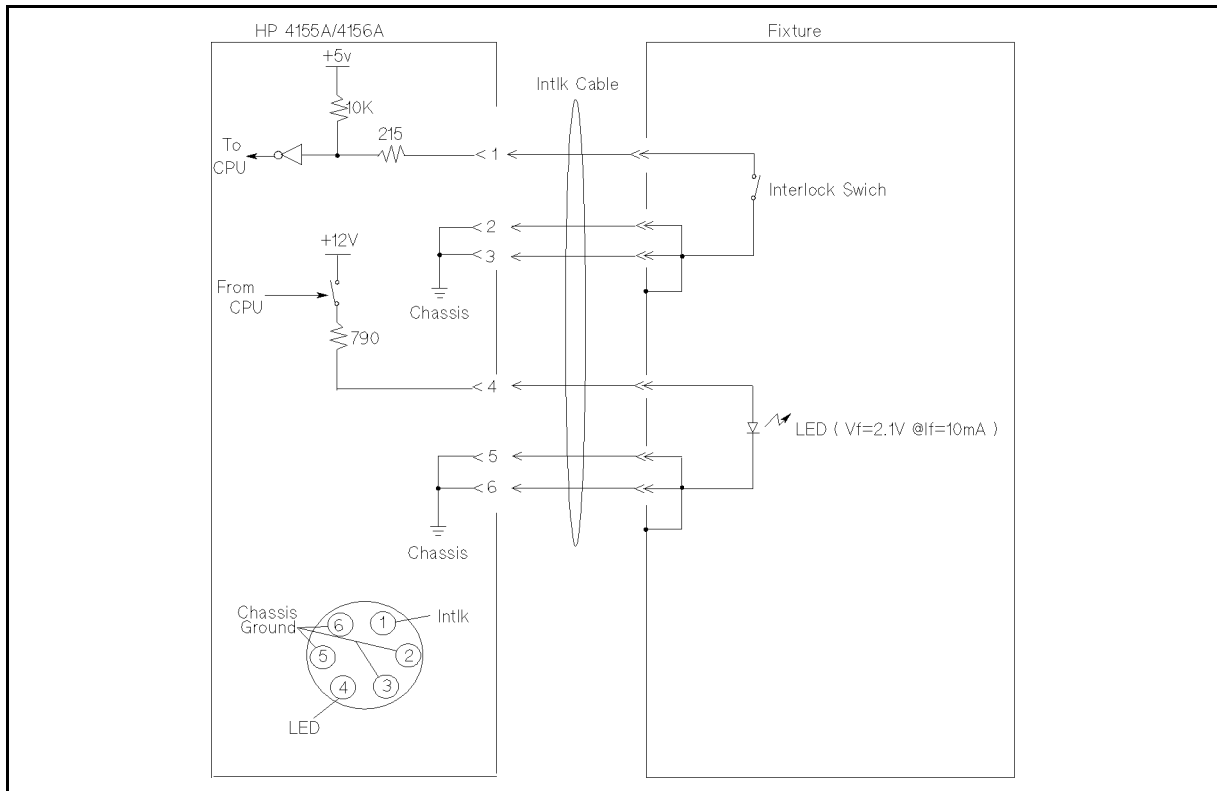 HP 4155A/4156A
Fixture
+5v
Intlk Cable
10K
215
To
CPU
1
Interlock Swich
2
+12V
3
From
CPU
Chassis
790
4
LED ( Vf=2.1V @If=10mA )
5
6
Chassis
Chassis
Ground
Intlk
6
1
5
2
4
3
LED